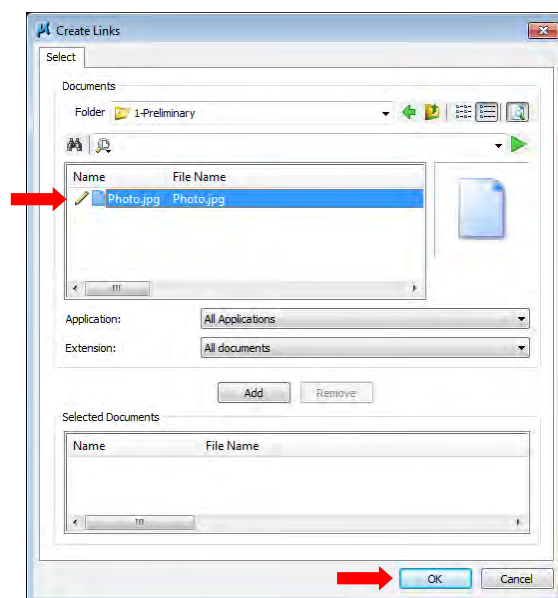 Create Links
Select
Documents
Folder 1-Preliminary
Name File Name
Photo.jpg Photo.jpg
Application: All Applications
Extension: All documents
Add Remove
Selected Documents
Name File Name
OK Cancel